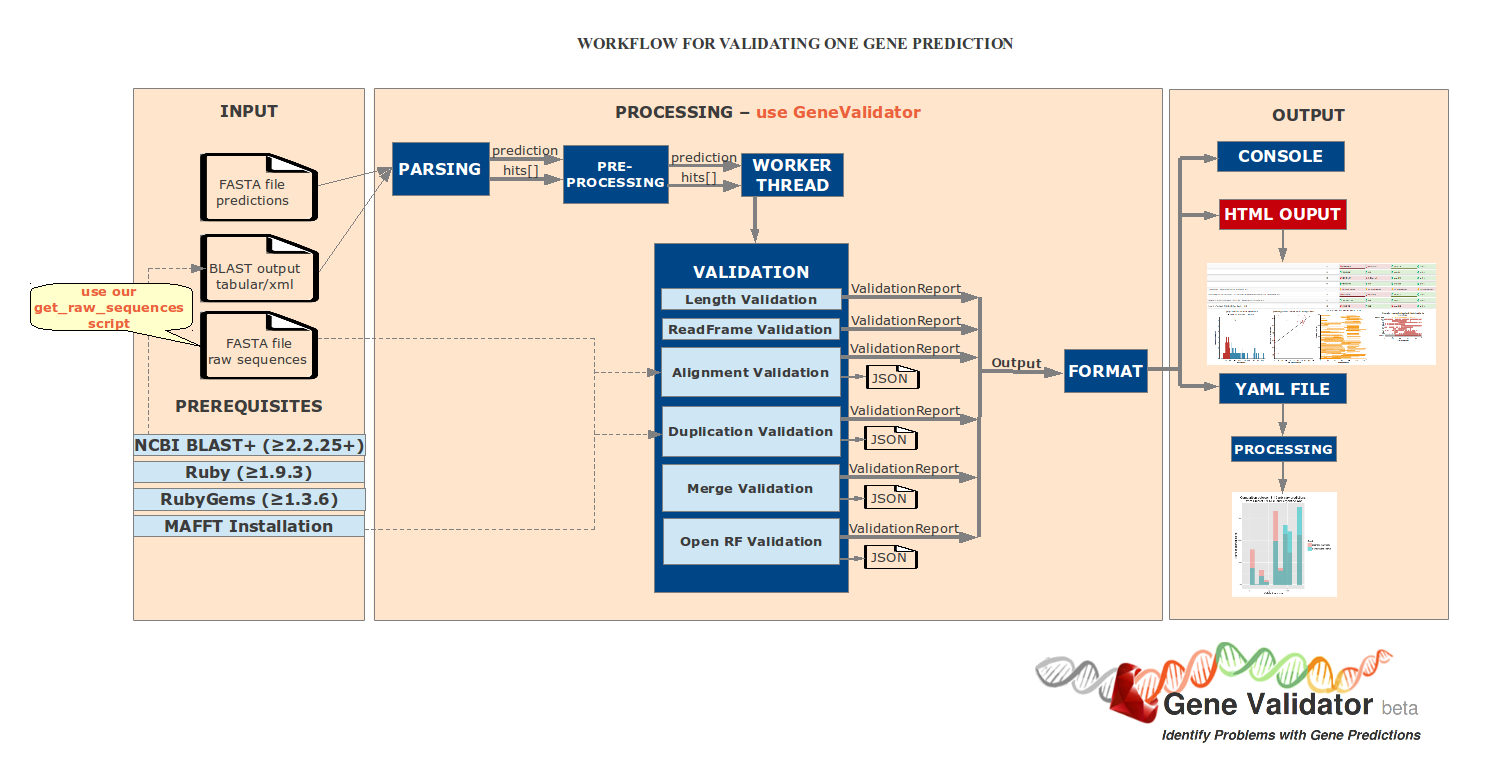 WORKFLOW FOR VALIDATING ONE GENE PREDICTION
INPUT
FASTA file
predictions
BLAST output
tabular/xml
use our
get_raw_sequences
script
FASTA file
raw sequences
PREREQUISITES
NCBI BLAST+ (≥2.2.25+)
Ruby (≥1.9.3)
RubyGems (≥1.3.6)
MAFFT Installation
PROCESSING – use GeneValidator
PARSING
prediction
hits[]
PRE-
PROCESSING
prediction
hits[]
WORKER
THREAD
VALIDATION
Length Validation
ValidationReport
ReadFrame Validation
ValidationReport
Alignment Validation
ValidationReport
JSON
Duplication Validation
ValidationReport
JSON
Merge Validation
ValidationReport
JSON
Open RF Validation
ValidationReport
JSON
Output
FORMAT
OUTPUT
CONSOLE
HTML OUPUT
YAML FILE
PROCESSING
Gene Validator beta
Identify Problems with Gene Predictions